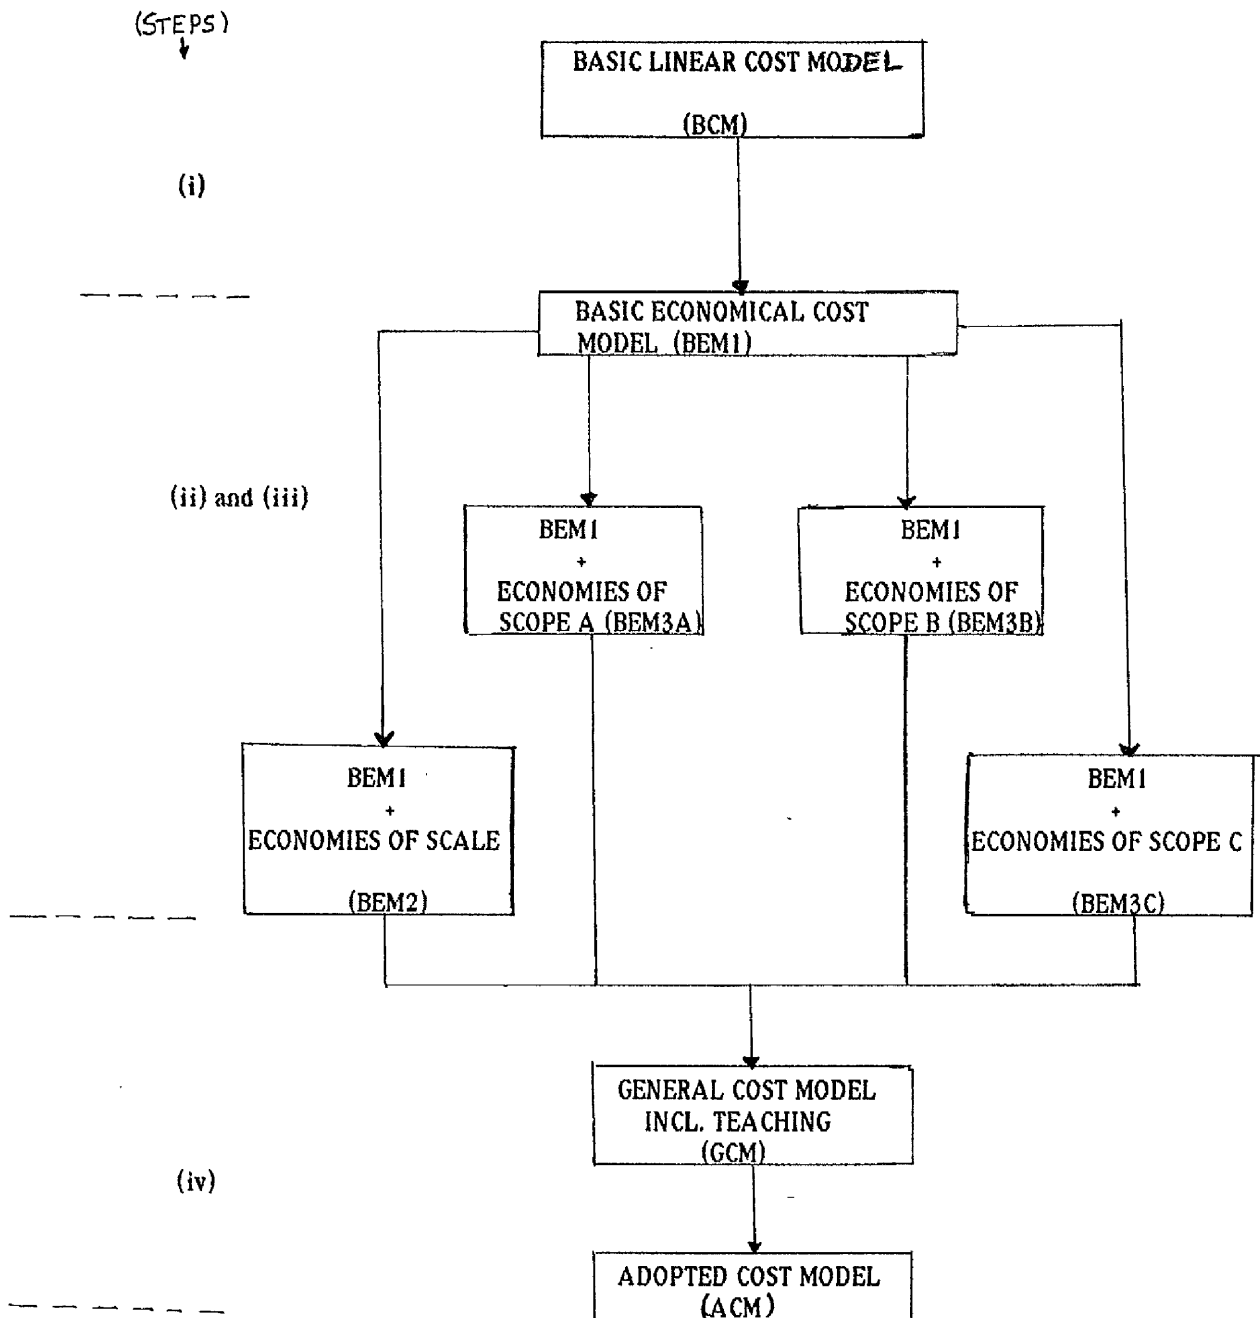 (STEPS)
BASIC LINEAR COST MODEL
(BCM)
(i)
BASIC ECONOMICAL COST
MODEL (BEM1)
(ii) and (iii)
BEM1
+
ECONOMIES OF
SCOPE A (BEM3A)
BEM1
+
ECONOMIES OF
SCOPE B (BEM3B)
BEM1
+
ECONOMIES OF SCALE
(BEM2)
BEM1
+
ECONOMIES OF SCOPE C
(BEM3C)
GENERAL COST MODEL
INCL. TEACHING
(GCM)
(iv)
ADOPTED COST MODEL
(ACM)